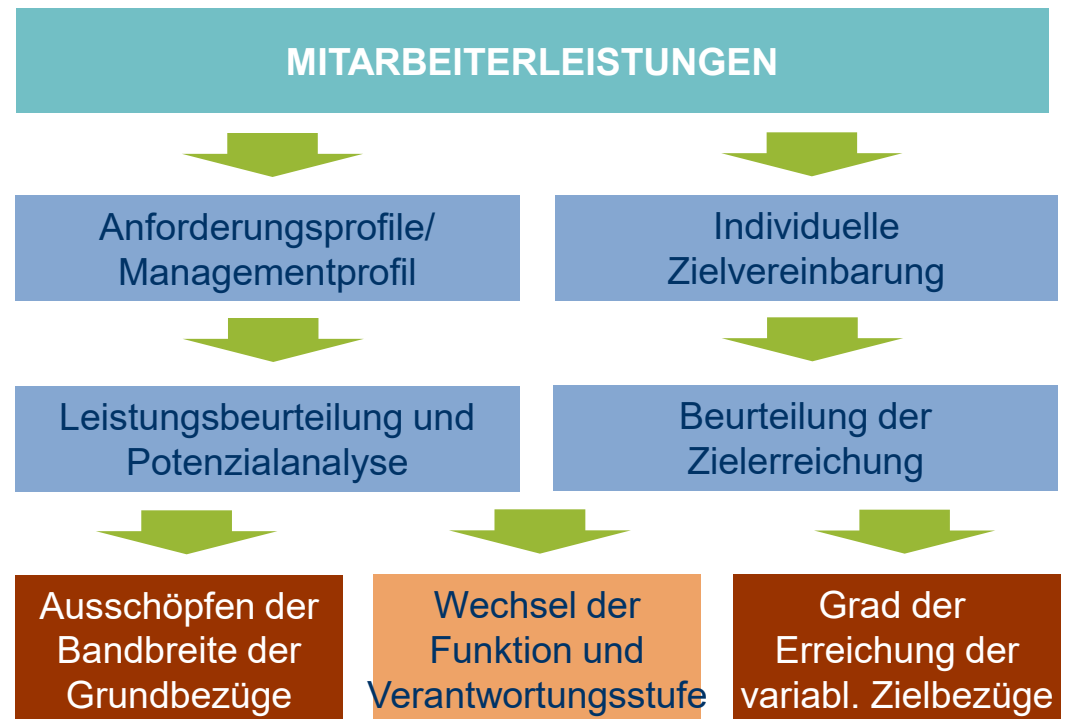 MITARBEITERLEISTUNGEN
Anforderungsprofile/
Managementprofil
Individuelle
Zielvereinbarung
Leistungsbeurteilung und
Potenzialanalyse
Beurteilung der
Zielerreichung
Ausschöpfen der
Bandbreite der
Grundbezüge
Wechsel der
Funktion und
Verantwortungsstufe
Grad der
Erreichung der
variabl. Zielbezüge